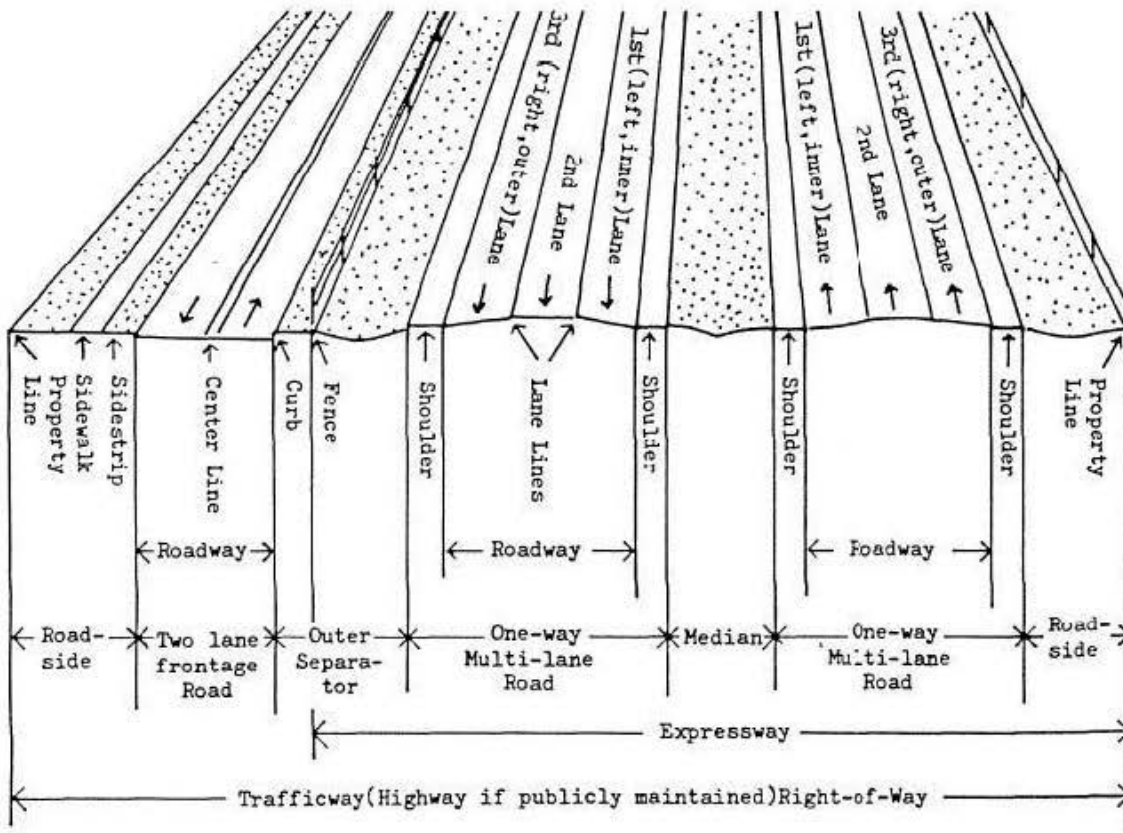 3rd (right,outer)Lane
2nd Lane
1st(left,inner)Lane
1st(left,inner)Lane
2nd Lane
3rd(right,outer)Lane
Property
Line
Sidewalk
Sidestrip
Center Line
Curb
Fence
Shoulder
Lane Lines
Shoulder
Shoulder
Shoulder
Property
Line
Roadway
Roadway
Roadway
Road-
side
Two lane
frontage
Road
Outer
Separa-
tor
One-way
Multi-lane
Road
Median
One-way
Multi-lane
Road
Road-
side
Expressway
Trafficway(Highway if publicly maintained)Right-of-Way